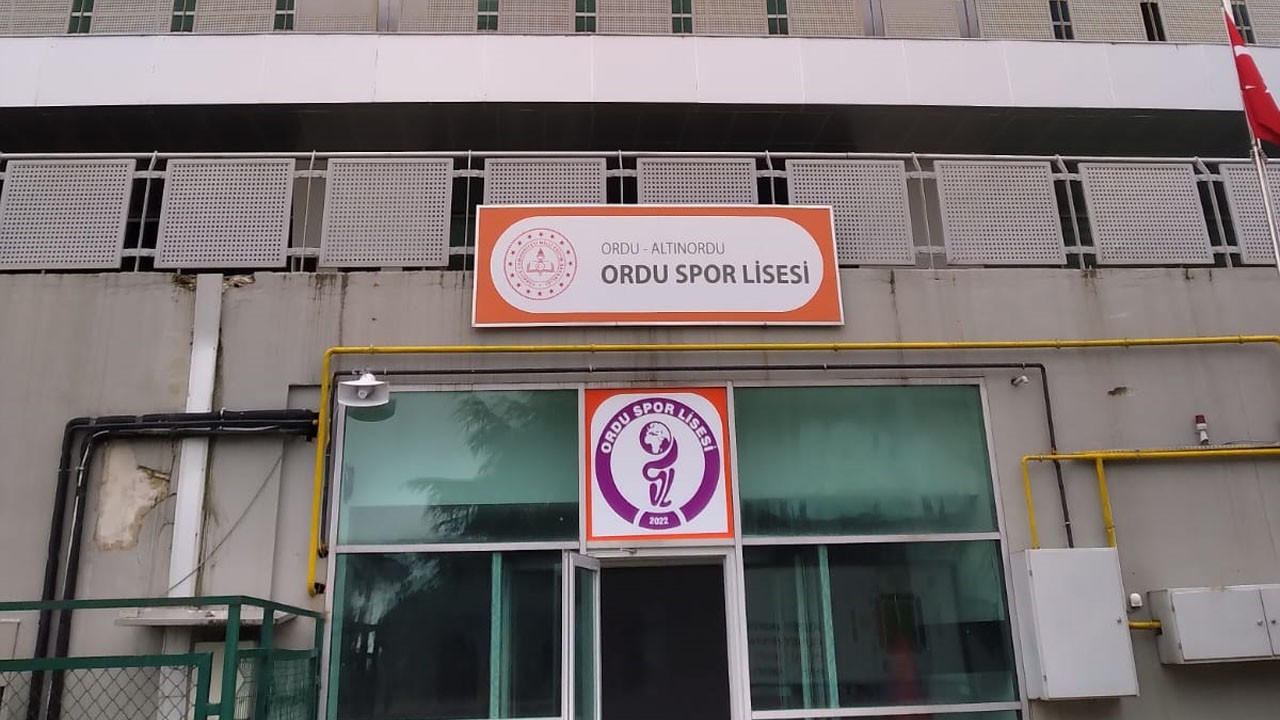 ORDU - ALTINORDU
ORDU SPOR LİSESİ
ORDU SPOR LİSESİ
2022